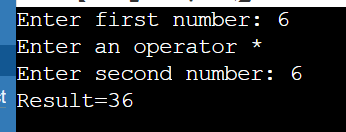 Enter first number: 6
Enter an operator *
Enter second number: 6
Result=36